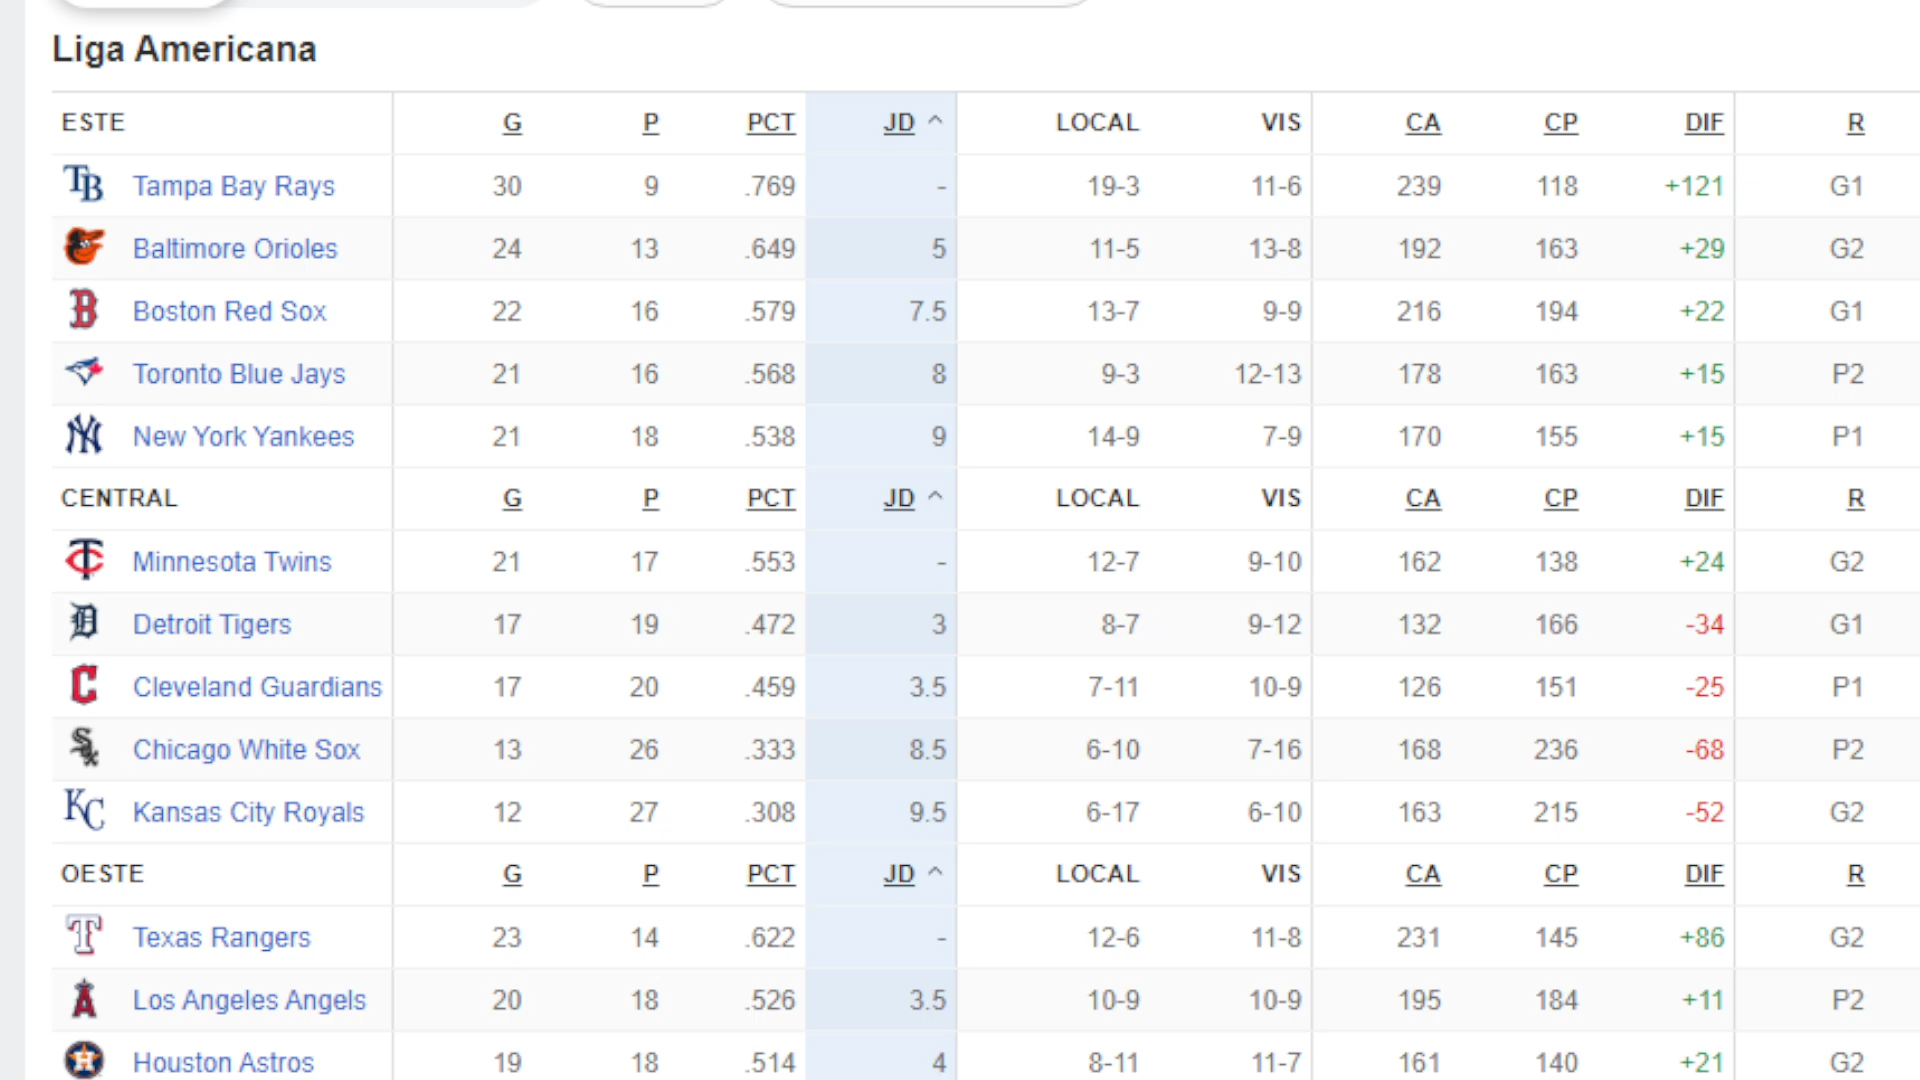 Liga Americana
ESTE G P PCT JD ^ LOCAL VIS CA CP DIF R
Tampa Bay Rays 30 9 .769 - 19-3 11-6 239 118 +121 G1
Baltimore Orioles 24 13 .649 5 11-5 13-8 192 163 +29 G2
Boston Red Sox 22 16 .579 7.5 13-7 9-9 216 194 +22 G1
Toronto Blue Jays 21 16 .568 8 9-3 12-13 178 163 +15 P2
New York Yankees 21 18 .538 9 14-9 7-9 170 155 +15 P1
CENTRAL G P PCT JD ^ LOCAL VIS CA CP DIF R
Minnesota Twins 21 17 .553 - 12-7 9-10 162 138 +24 G2
Detroit Tigers 17 19 .472 3 8-7 9-12 132 166 -34 G1
Cleveland Guardians 17 20 .459 3.5 7-11 10-9 126 151 -25 P1
Chicago White Sox 13 26 .333 8.5 6-10 7-16 168 236 -68 P2
Kansas City Royals 12 27 .308 9.5 6-17 6-10 163 215 -52 G2
OESTE G P PCT JD ^ LOCAL VIS CA CP DIF R
Texas Rangers 23 14 .622 - 12-6 11-8 231 145 +86 G2
Los Angeles Angels 20 18 .526 3.5 10-9 10-9 195 184 +11 P2
Houston Astros 19 18 .514 4 8-11 11-7 161 140 +21 G2